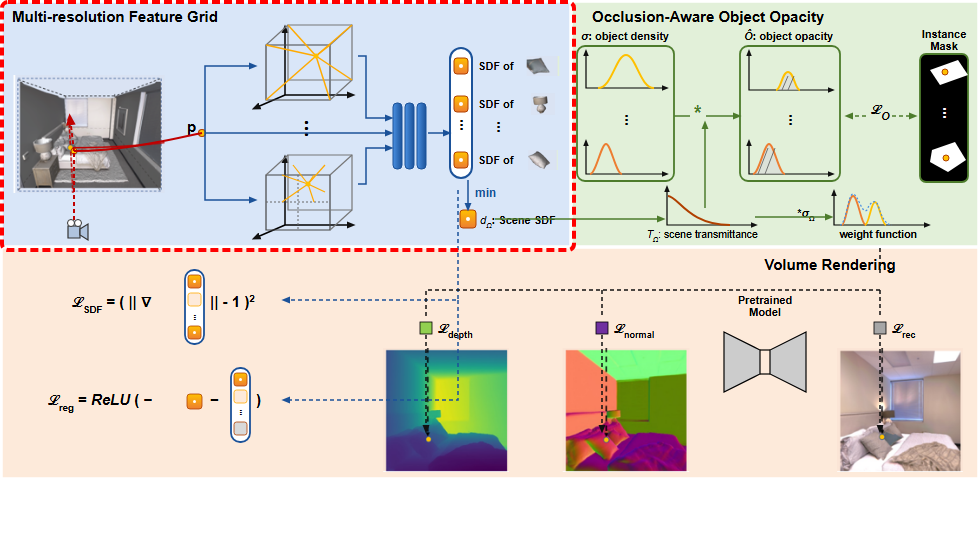 Multi-resolution Feature Grid
p
SDF of
SDF of
SDF of
min
d_Ω: Scene SDF
Occlusion-Aware Object Opacity
σ: object density
Ô: object opacity
Instance
Mask
*
ℒ_O
T_Ω: scene transmittance
*σ_Ω
weight function
Volume Rendering
ℒ_SDF = ( || ∇ || - 1 )²
ℒ_reg = ReLU ( − − )
ℒ_depth
ℒ_normal
Pretrained
Model
ℒ_rec